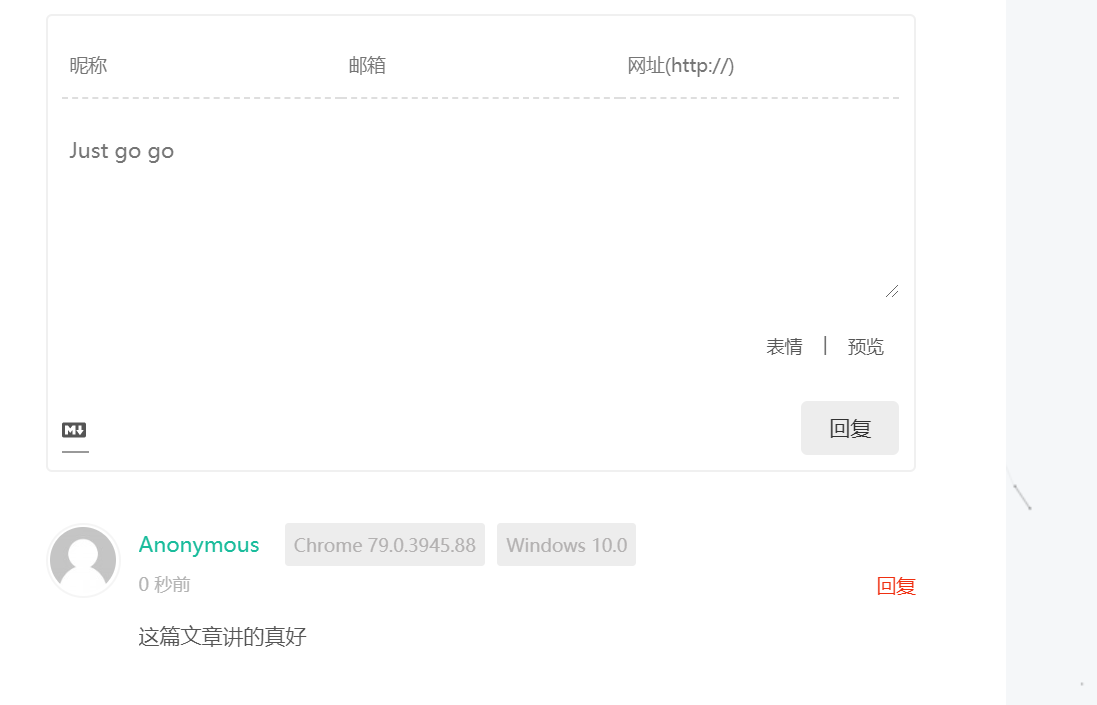 昵称 邮箱 网址(http://)
Just go go
表情 | 预览
M
回复
Anonymous Chrome 79.0.3945.88 Windows 10.0
0 秒前
回复
这篇文章讲的真好